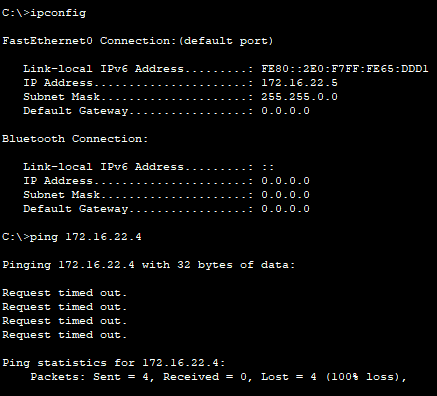 C:\>ipconfig
FastEthernet0 Connection:(default port)
Link-local IPv6 Address.........: FE80::2E0:F7FF:FE65:DDD1
IP Address......................: 172.16.22.5
Subnet Mask.....................: 255.255.0.0
Default Gateway.................: 0.0.0.0
Bluetooth Connection:
Link-local IPv6 Address.........: ::
IP Address......................: 0.0.0.0
Subnet Mask.....................: 0.0.0.0
Default Gateway.................: 0.0.0.0
C:\>ping 172.16.22.4
Pinging 172.16.22.4 with 32 bytes of data:
Request timed out.
Request timed out.
Request timed out.
Request timed out.
Ping statistics for 172.16.22.4:
Packets: Sent = 4, Received = 0, Lost = 4 (100% loss),